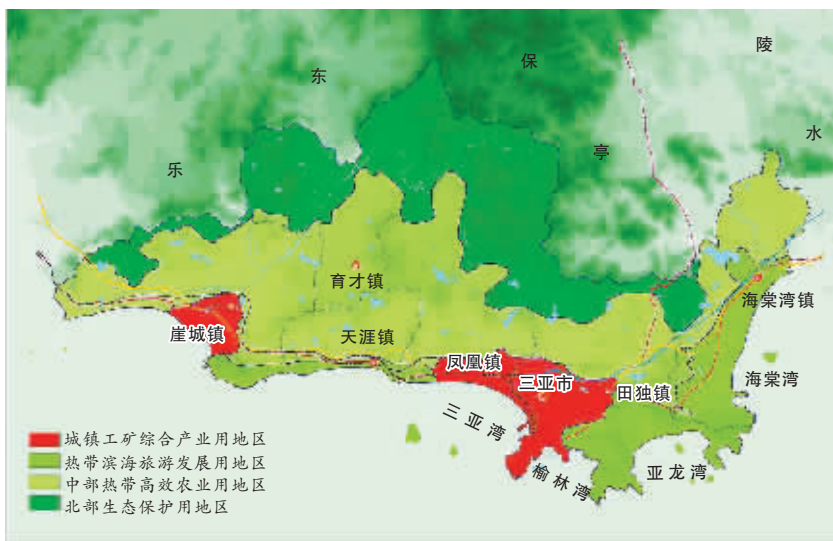 陵
保
东
水
亭
乐
育才镇
海棠湾镇
崖城镇
天涯镇
凤凰镇
三亚市
田独镇
海棠湾
三亚湾
榆林湾
亚龙湾
城镇工矿综合产业用地区
热带滨海旅游发展用地区
中部热带高效农业用地区
北部生态保护用地区